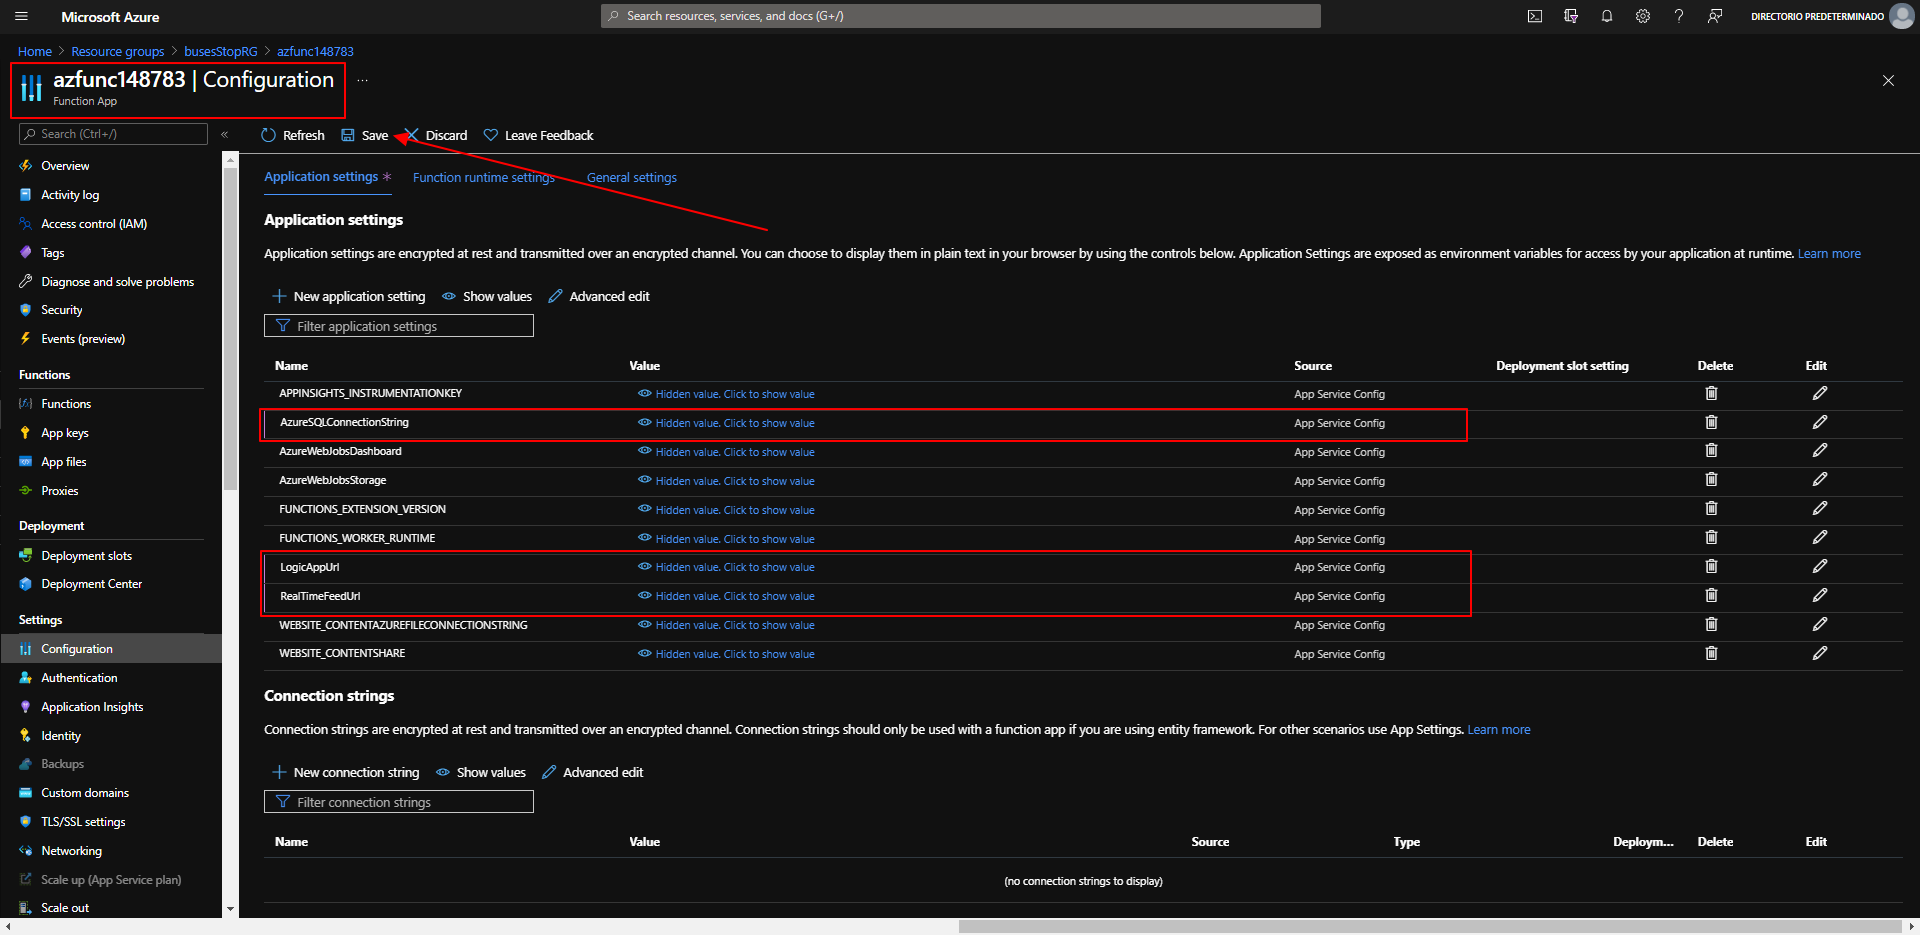 Microsoft Azure
Search resources, services, and docs (G+/)
DIRECTORIO PREDETERMINADO
Home > Resource groups > busesStopRG > azfunc148783
azfunc148783 | Configuration ...
Function App
Search (Ctrl+/)
«
Refresh
Save
Discard
Leave Feedback
Overview
Activity log
Access control (IAM)
Tags
Diagnose and solve problems
Security
Events (preview)
Functions
Functions
App keys
App files
Proxies
Deployment
Deployment slots
Deployment Center
Settings
Configuration
Authentication
Application Insights
Identity
Backups
Custom domains
TLS/SSL settings
Networking
Scale up (App Service plan)
Scale out
Application settings *
Function runtime settings
General settings
Application settings
Application settings are encrypted at rest and transmitted over an encrypted channel. You can choose to display them in plain text in your browser by using the controls below. Application Settings are exposed as environment variables for access by your application at runtime. Learn more
New application setting
Show values
Advanced edit
Filter application settings
Name Value Source Deployment slot setting Delete Edit
APPINSIGHTS_INSTRUMENTATIONKEY Hidden value. Click to show value App Service Config
AzureSQLConnectionString Hidden value. Click to show value App Service Config
AzureWebJobsDashboard Hidden value. Click to show value App Service Config
AzureWebJobsStorage Hidden value. Click to show value App Service Config
FUNCTIONS_EXTENSION_VERSION Hidden value. Click to show value App Service Config
FUNCTIONS_WORKER_RUNTIME Hidden value. Click to show value App Service Config
LogicAppUrl Hidden value. Click to show value App Service Config
RealTimeFeedUrl Hidden value. Click to show value App Service Config
WEBSITE_CONTENTAZUREFILECONNECTIONSTRING Hidden value. Click to show value App Service Config
WEBSITE_CONTENTSHARE Hidden value. Click to show value App Service Config
Connection strings
Connection strings are encrypted at rest and transmitted over an encrypted channel. Connection strings should only be used with a function app if you are using entity framework. For other scenarios use App Settings. Learn more
New connection string
Show values
Advanced edit
Filter connection strings
Name Value Source Type Deploym... Delete Edit
(no connection strings to display)